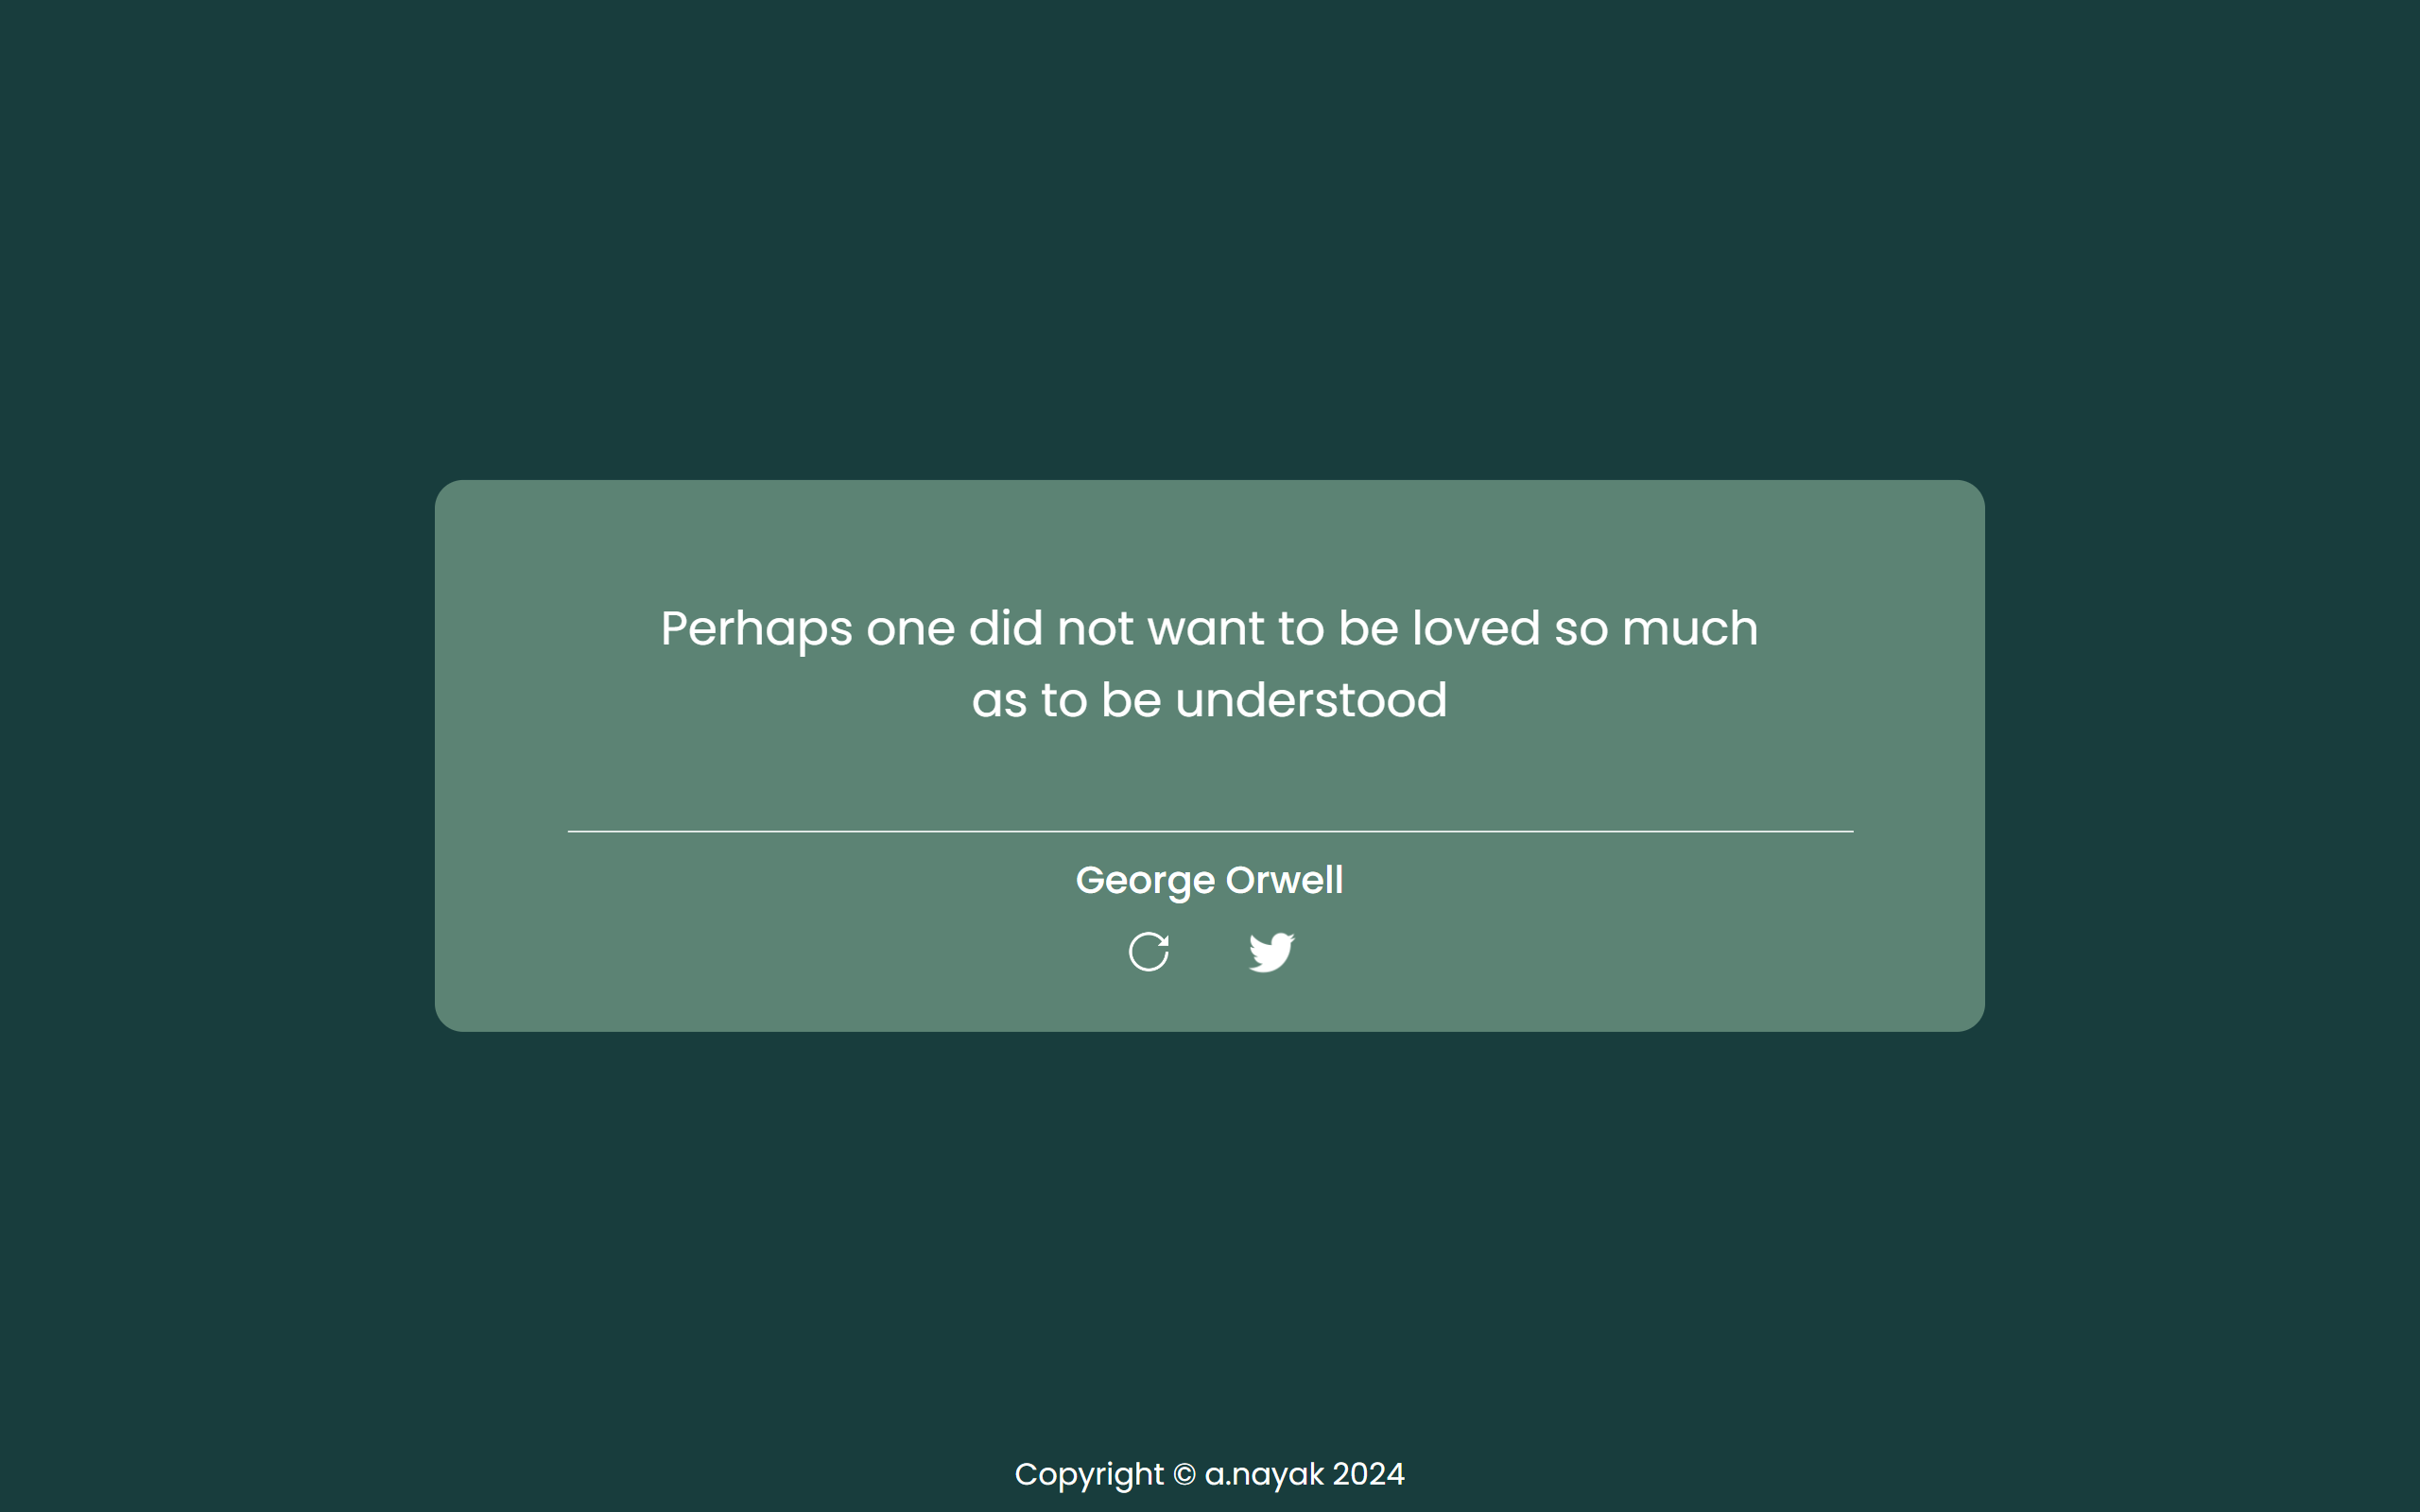 Perhaps one did not want to be loved so much
as to be understood
George Orwell
Copyright © a.nayak 2024